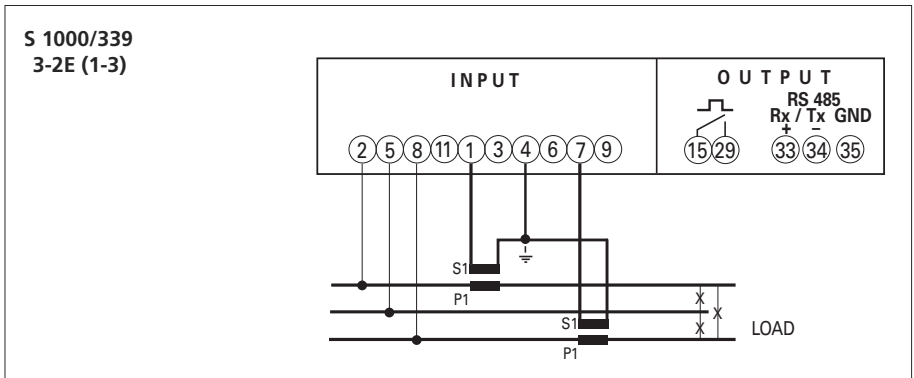 S 1000/339
3-2E (1-3)
INPUT
OUTPUT
RS 485
Rx / Tx GND
+ –
2 5 8 11 1 3 4 6 7 9
15 29 33 34 35
S1
P1
X
X
S1
X
LOAD
P1